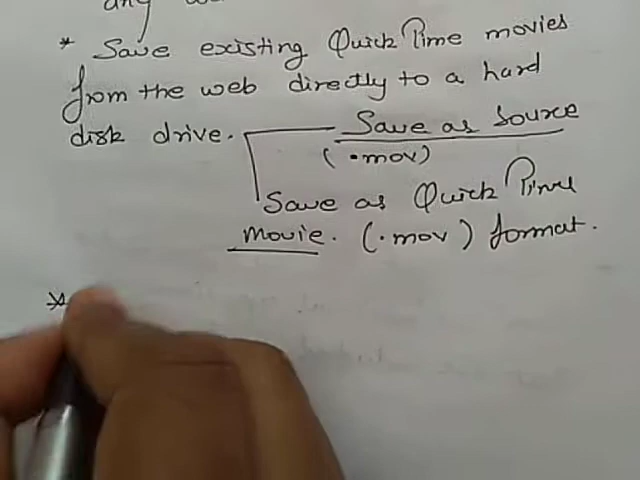 any
* Save existing QuickTime movies
from the web directly to a hard
disk drive. Save as source
(.mov)
Save as QuickTime
movie. (.mov) format.
*